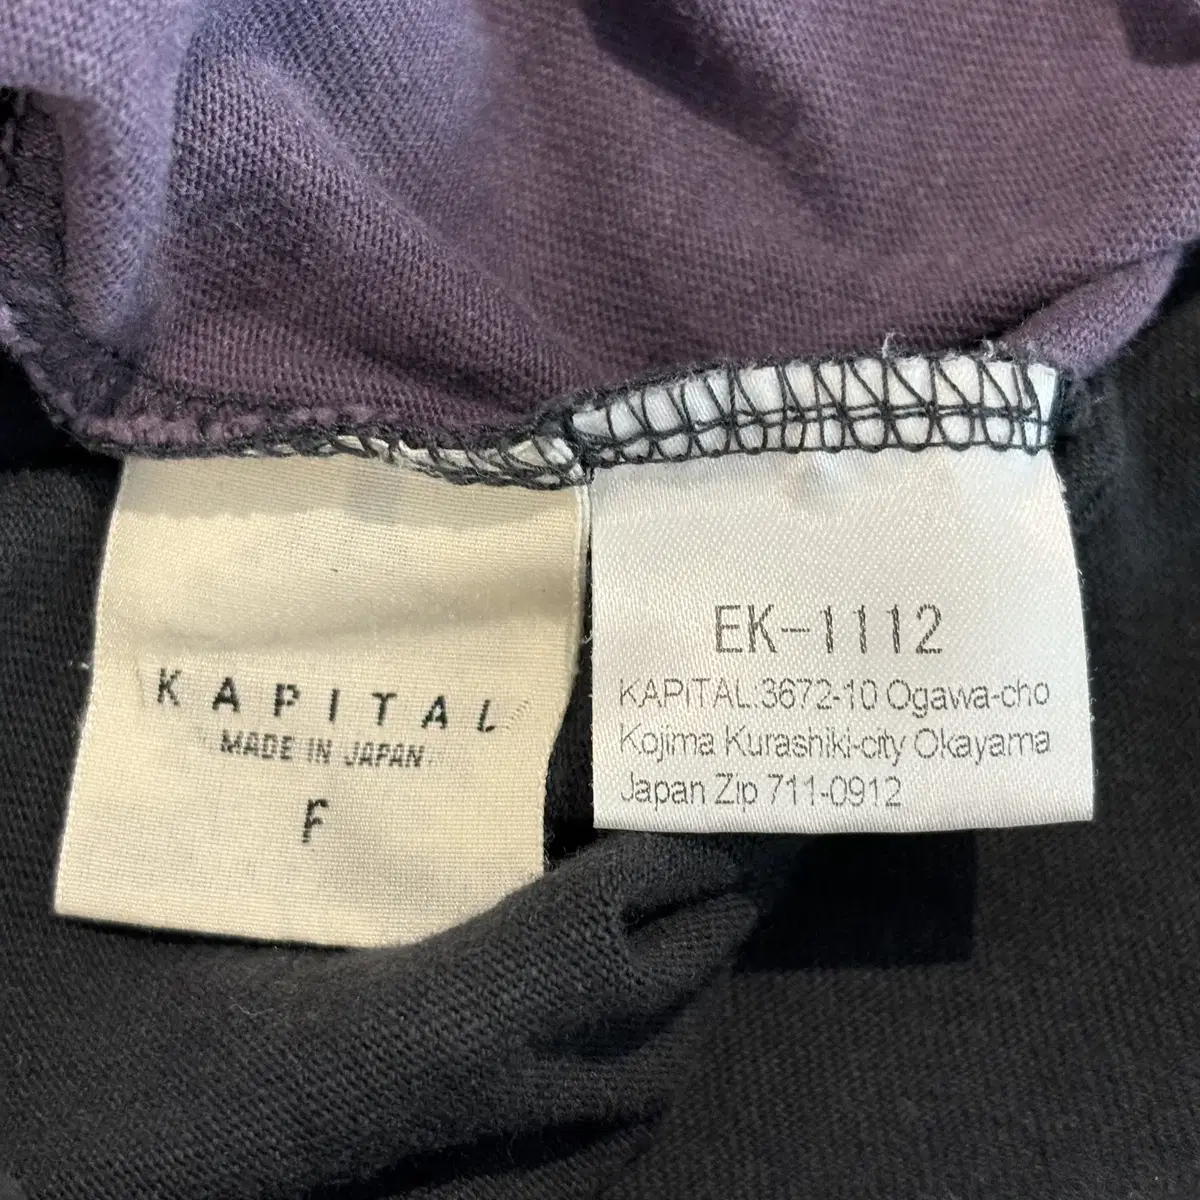 KAPITAL
MADE IN JAPAN
F
EK-1112
KAPITAL:3672-10 Ogawa-cho
Kojima Kurashiki-city Okayama
Japan Zip 711-0912